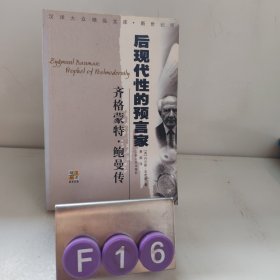 汉译大众精品文库·新世纪版
后现代性的预言家
齐格蒙特·鲍曼传
Zygmunt Bauman
Prophet of Postmodernity
F16